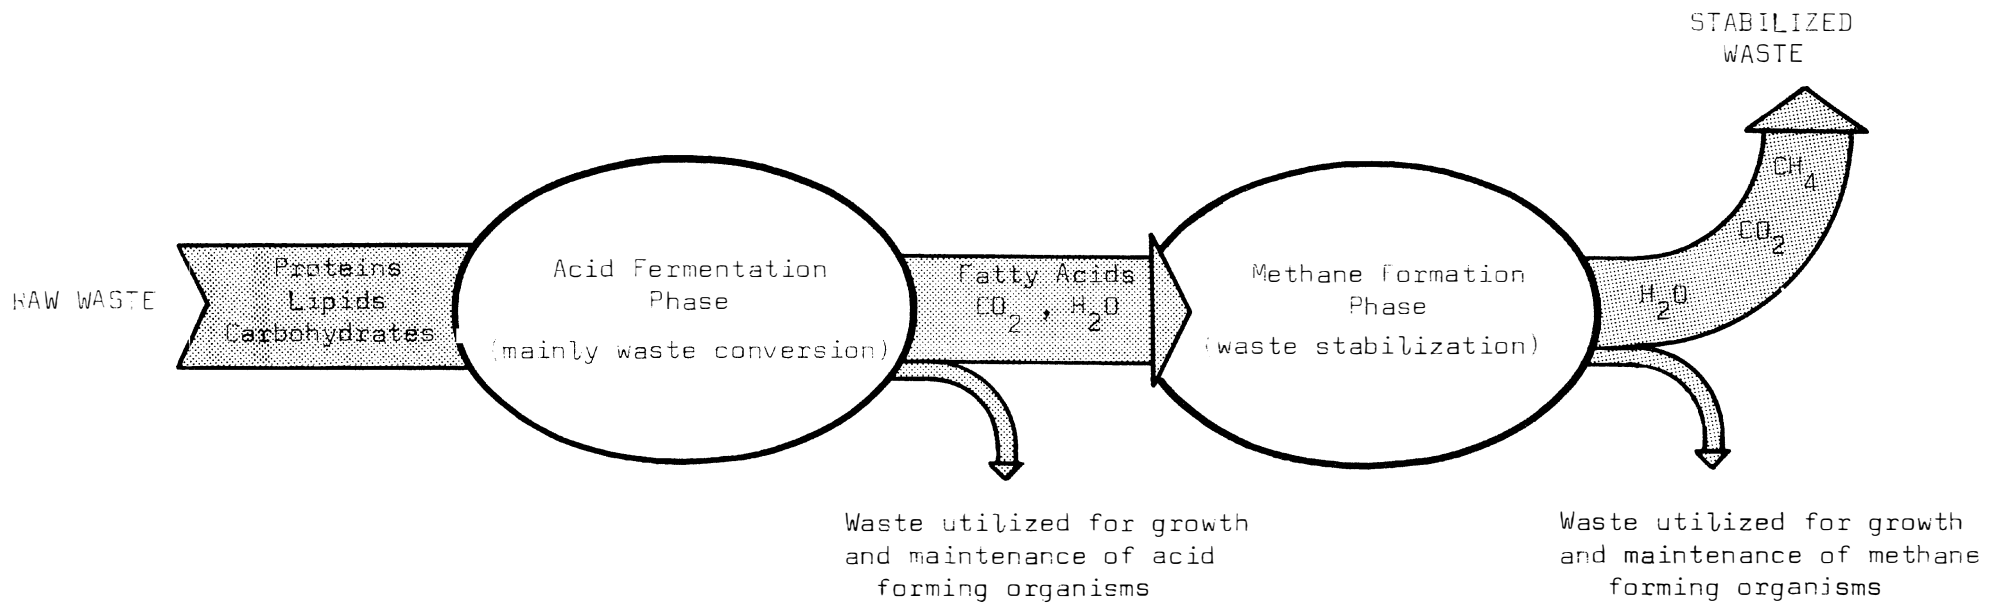 STABILIZED
WASTE
RAW WASTE
Proteins
Lipids
Carbohydrates
Acid Fermentation
Phase
(mainly waste conversion)
Fatty Acids
CO2 , H2O
Methane Formation
Phase
(waste stabilization)
CH4
CO2
H2O
Waste utilized for growth
and maintenance of acid
forming organisms
Waste utilized for growth
and maintenance of methane
forming organisms